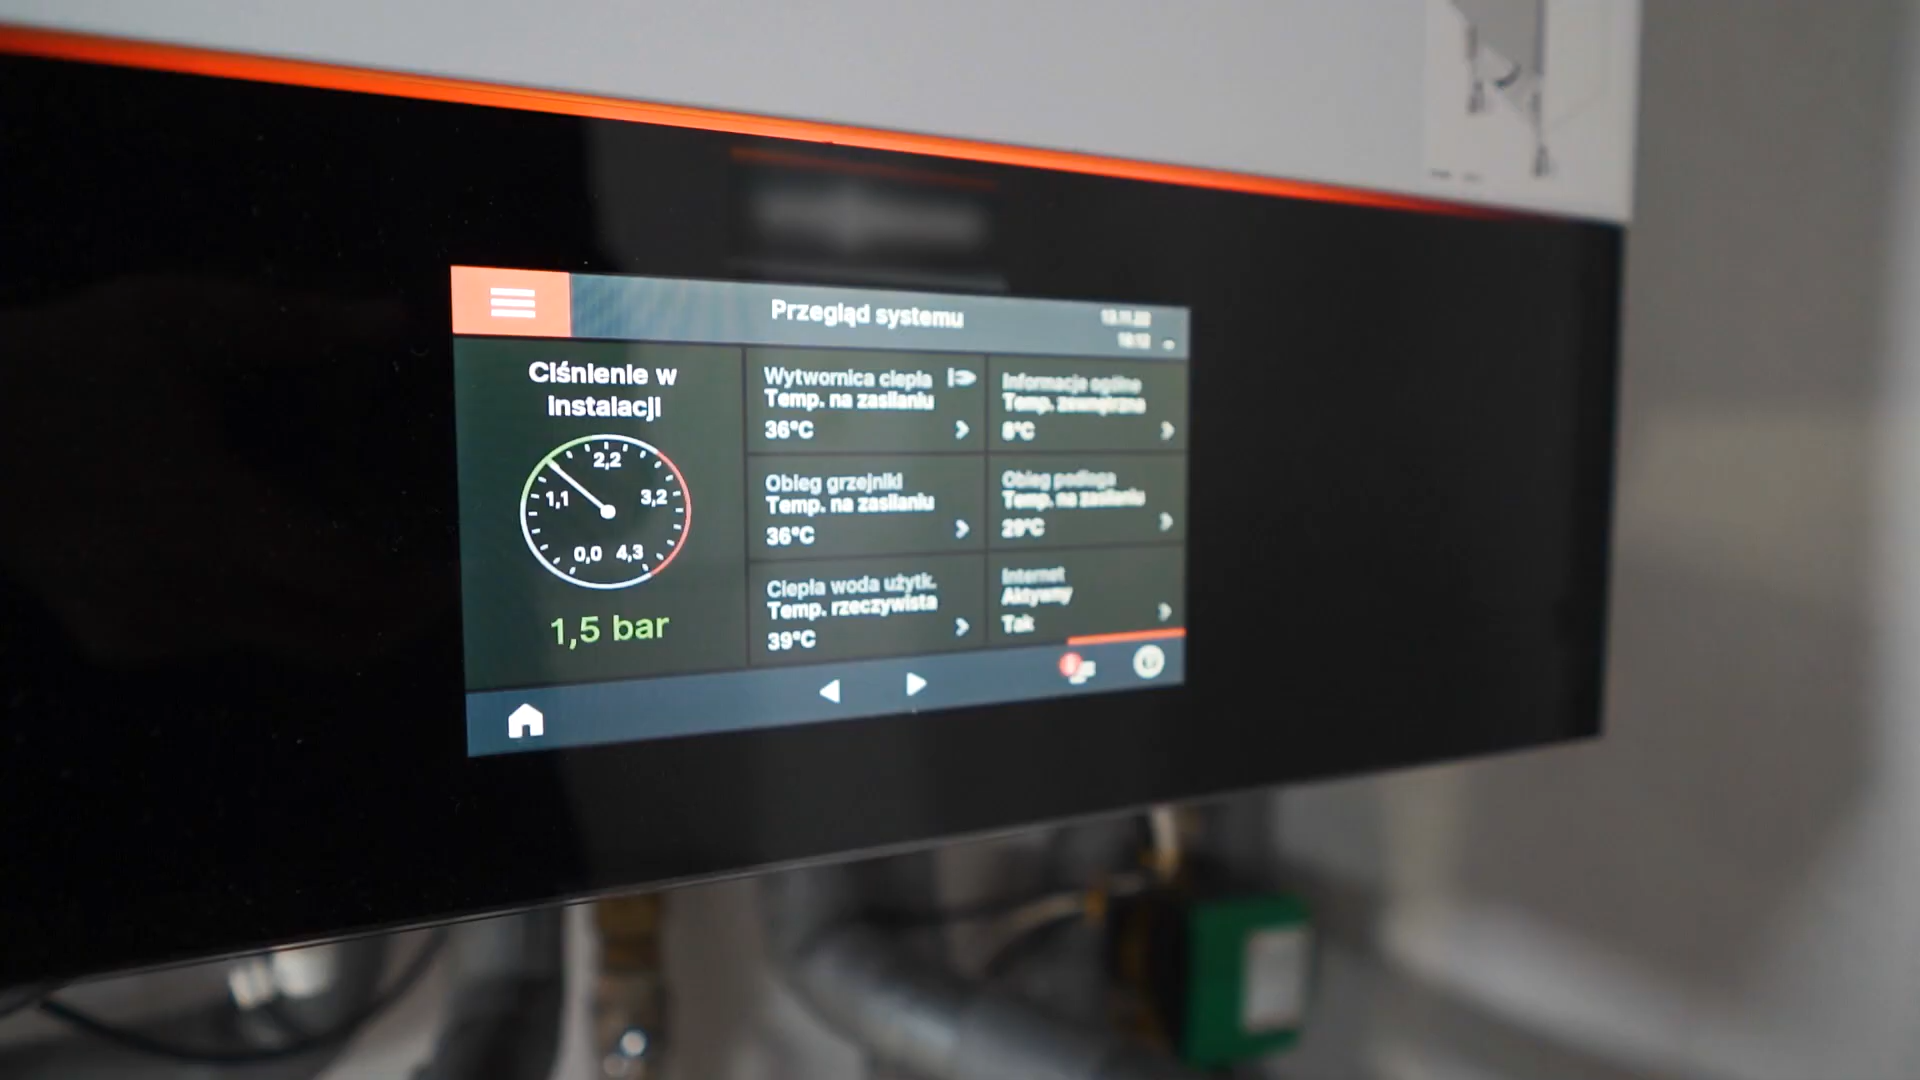 Przegląd systemu
Ciśnienie w
instalacji
2,2
1,1
3,2
0,0
4,3
1,5 bar
Wytwornica ciepła
Temp. na zasilaniu
36°C
Informacje ogólne
Temp. zewnętrzna
8°C
Obieg grzejniki
Temp. na zasilaniu
36°C
Obieg podłoga
Temp. na zasilaniu
29°C
Ciepła woda użytk.
Temp. rzeczywista
39°C
Internet
Aktywny
Tak